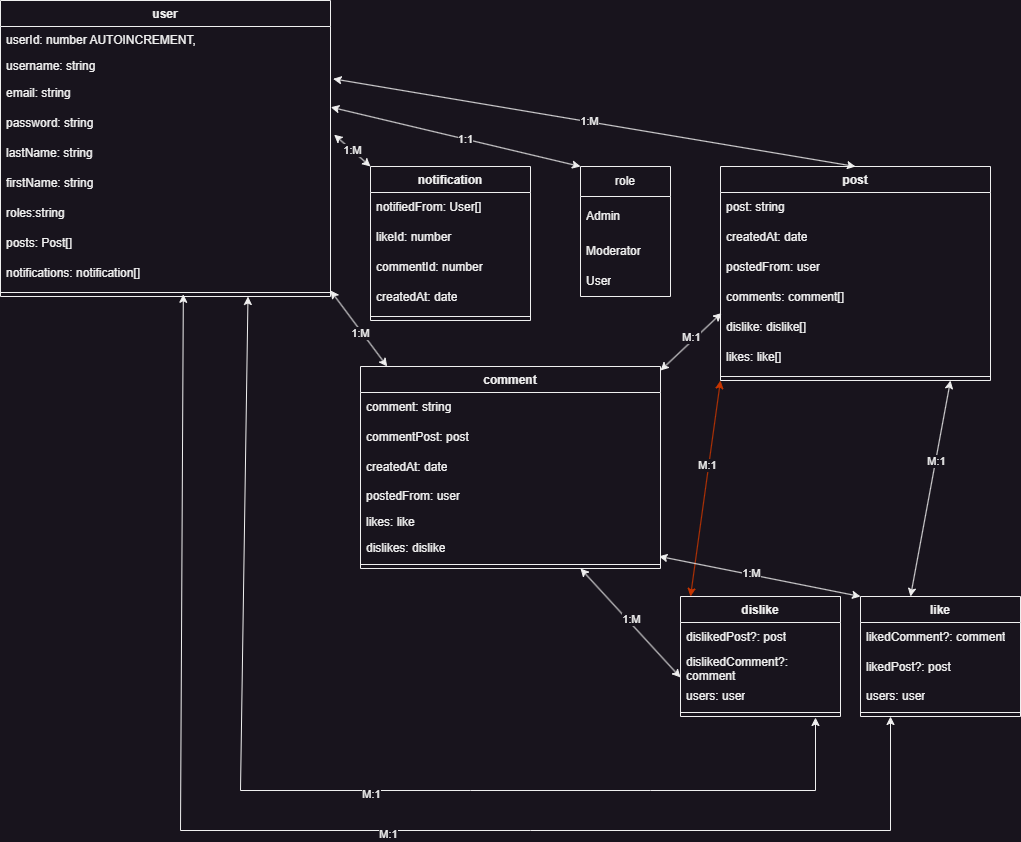 user
userId: number AUTOINCREMENT,
username: string
email: string
password: string
lastName: string
firstName: string
roles:string
posts: Post[]
notifications: notification[]
1:M
1:1
1:M
notification
notifiedFrom: User[]
likeId: number
commentId: number
createdAt: date
role
Admin
Moderator
User
post
post: string
createdAt: date
postedFrom: user
comments: comment[]
dislike: dislike[]
likes: like[]
1:M
M:1
comment
comment: string
commentPost: post
createdAt: date
postedFrom: user
likes: like
dislikes: dislike
M:1
M:1
1:M
1:M
dislike
dislikedPost?: post
dislikedComment?:
comment
users: user
like
likedComment?: comment
likedPost?: post
users: user
M:1
M:1